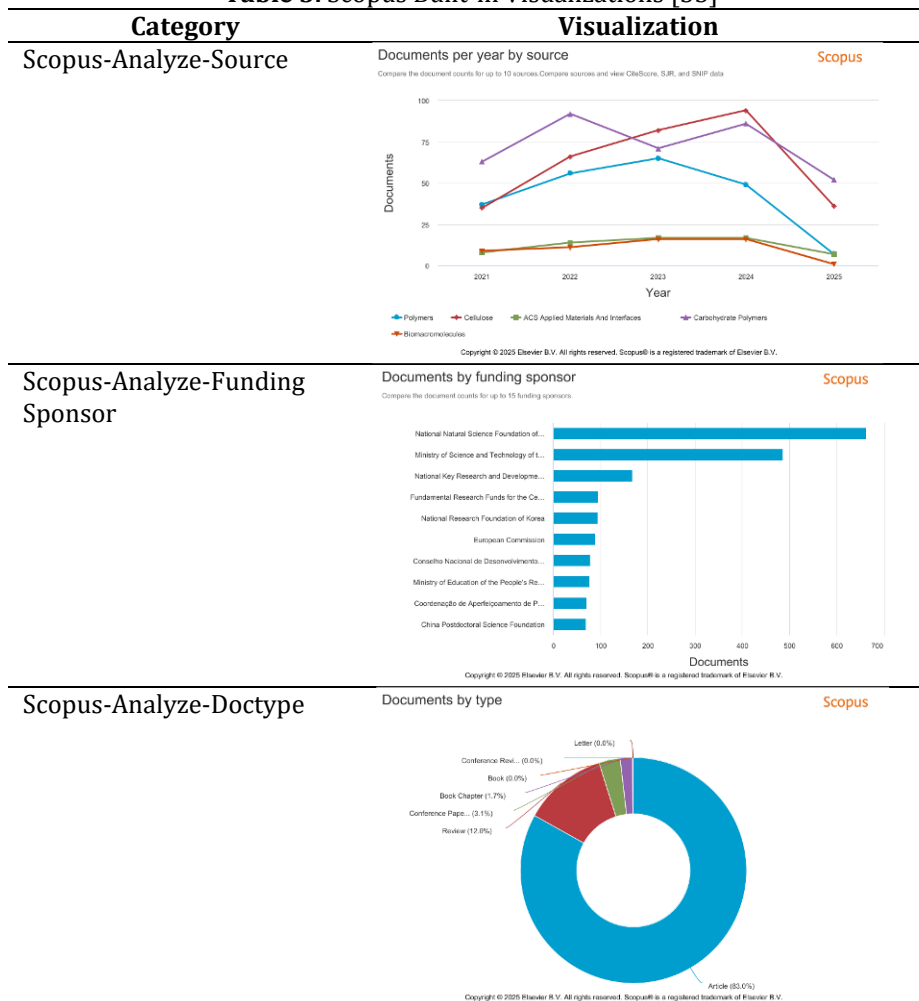 Table 3. Scopus Built-in Visualizations [33]
Category Visualization
Scopus-Analyze-Source
Documents per year by source
Scopus
Compare the document counts for up to 10 sources.Compare sources and view CiteScore, SJR, and SNIP data
100
75
50
25
0
Documents
2021 2022 2023 2024 2025
Year
Polymers Cellulose ACS Applied Materials And Interfaces Carbohydrate Polymers
Biomacromolecules
Copyright © 2025 Elsevier B.V. All rights reserved. Scopus® is a registered trademark of Elsevier B.V.
Scopus-Analyze-Funding
Sponsor
Documents by funding sponsor
Scopus
Compare the document counts for up to 15 funding sponsors.
National Natural Science Foundation of...
Ministry of Science and Technology of t...
National Key Research and Developme...
Fundamental Research Funds for the Ce...
National Research Foundation of Korea
European Commission
Conselho Nacional de Desenvolvimento...
Ministry of Education of the People's Re...
Coordenação de Aperfeiçoamento de P...
China Postdoctoral Science Foundation
0 100 200 300 400 500 600 700
Documents
Copyright © 2025 Elsevier B.V. All rights reserved. Scopus® is a registered trademark of Elsevier B.V.
Scopus-Analyze-Doctype
Documents by type
Scopus
Letter (0.0%)
Conference Revi... (0.0%)
Book (0.0%)
Book Chapter (1.7%)
Conference Pape... (3.1%)
Review (12.0%)
Article (83.0%)
Copyright © 2025 Elsevier B.V. All rights reserved. Scopus® is a registered trademark of Elsevier B.V.